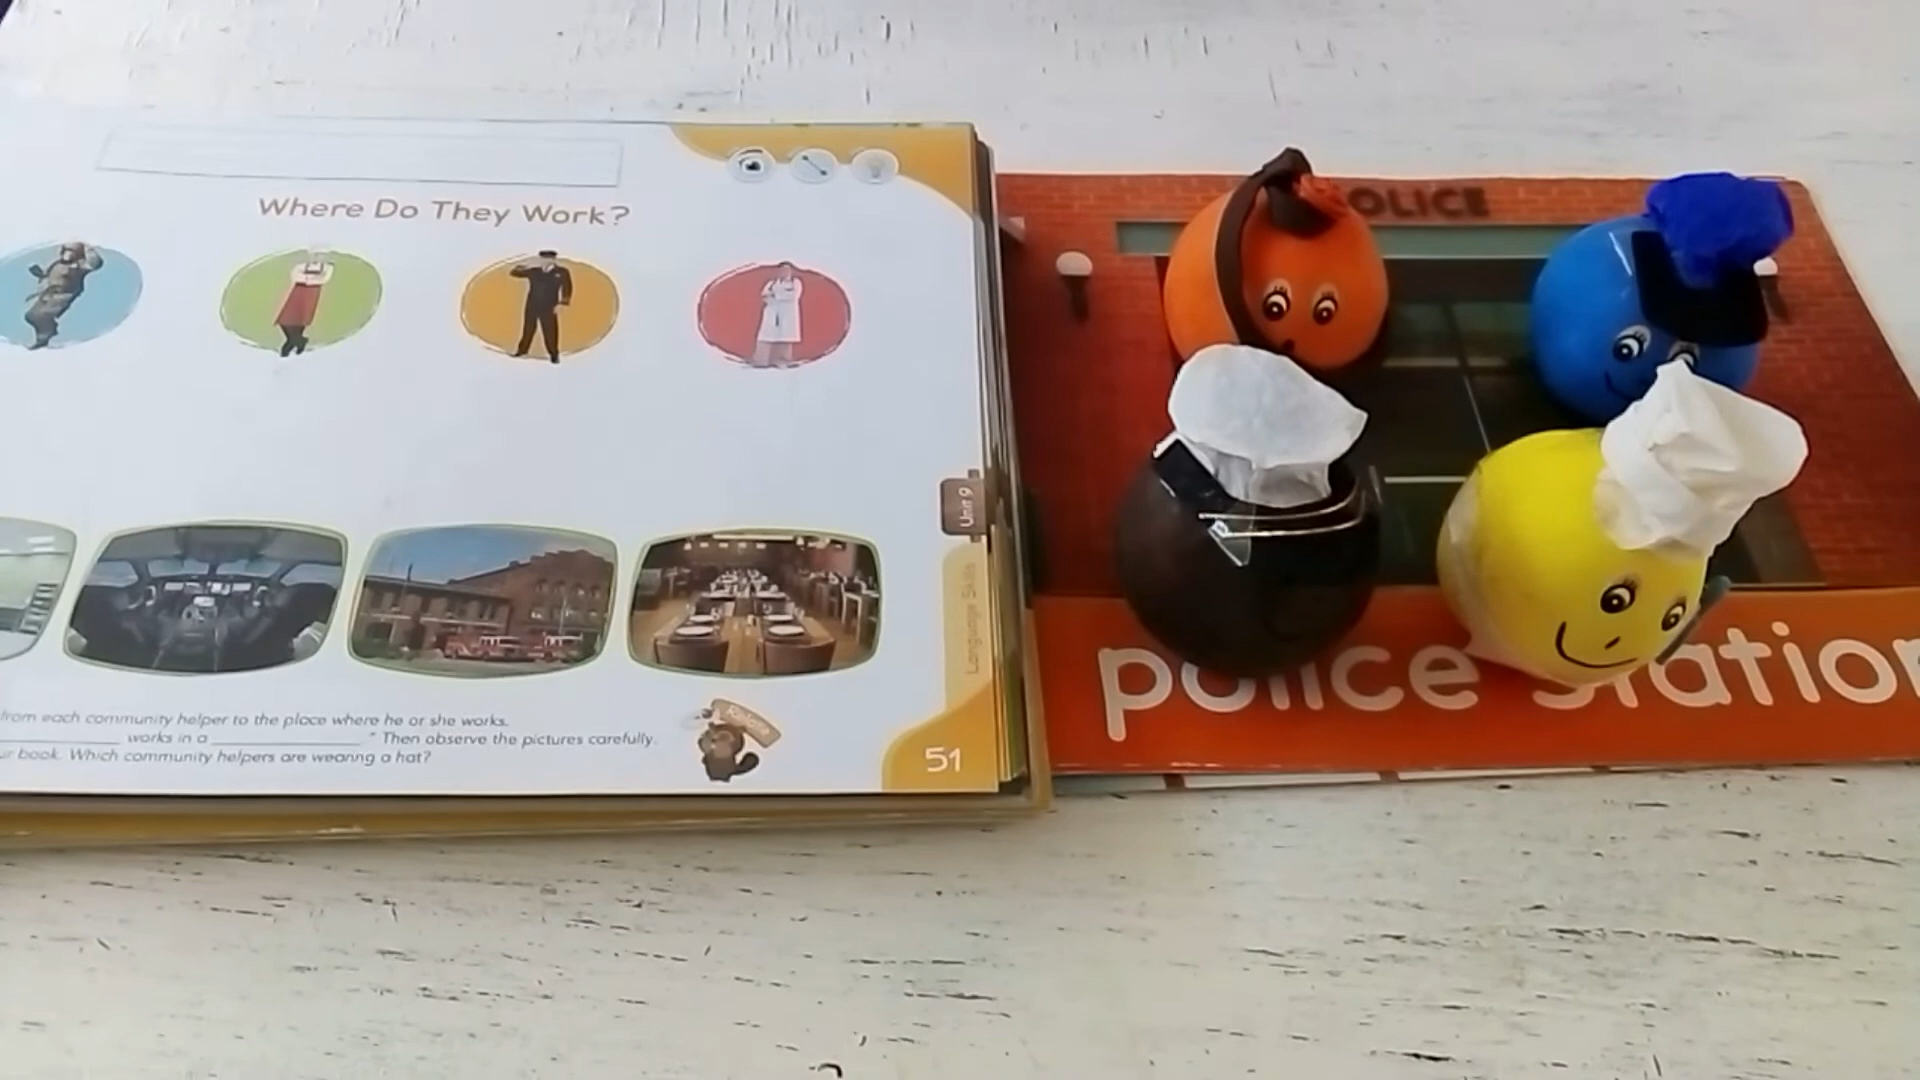 Where Do They Work?
Unit 9
Language Skills
from each community helper to the place where he or she works.
works in a ." Then observe the pictures carefully.
ur book. Which community helpers are wearing a hat?
51
OLICE
police station